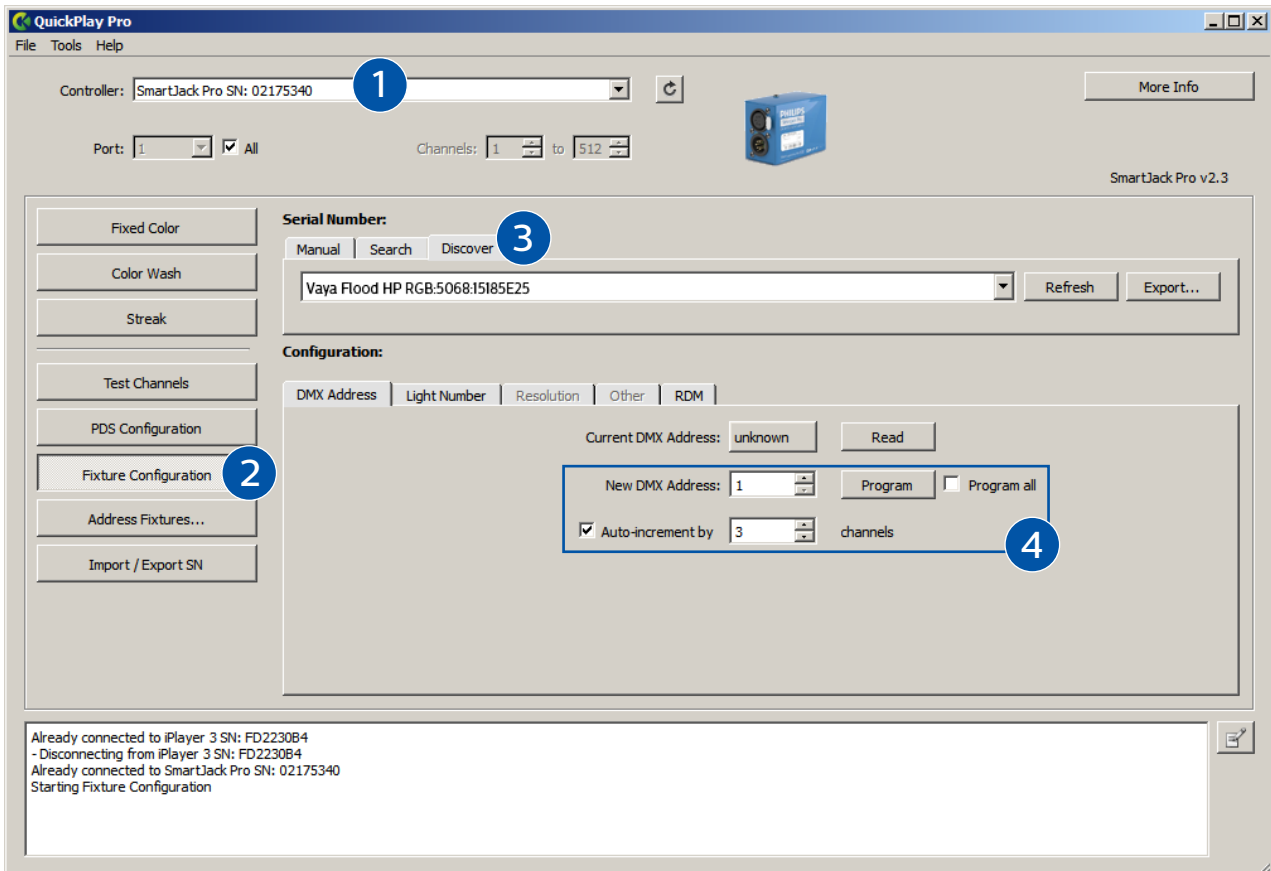 QuickPlay Pro
File Tools Help
Controller: SmartJack Pro SN: 02175340
1
More Info
Port: 1 All
Channels: 1 to 512
PHILIPS
SmartJack Pro v2.3
Fixed Color
Color Wash
Streak
Test Channels
PDS Configuration
Fixture Configuration
2
Address Fixtures...
Import / Export SN
Serial Number:
Manual Search Discover
3
Vaya Flood HP RGB:5068:15185E25
Refresh Export...
Configuration:
DMX Address Light Number Resolution Other RDM
Current DMX Address: unknown Read
New DMX Address: 1 Program Program all
Auto-increment by 3 channels
4
Already connected to iPlayer 3 SN: FD2230B4
- Disconnecting from iPlayer 3 SN: FD2230B4
Already connected to SmartJack Pro SN: 02175340
Starting Fixture Configuration